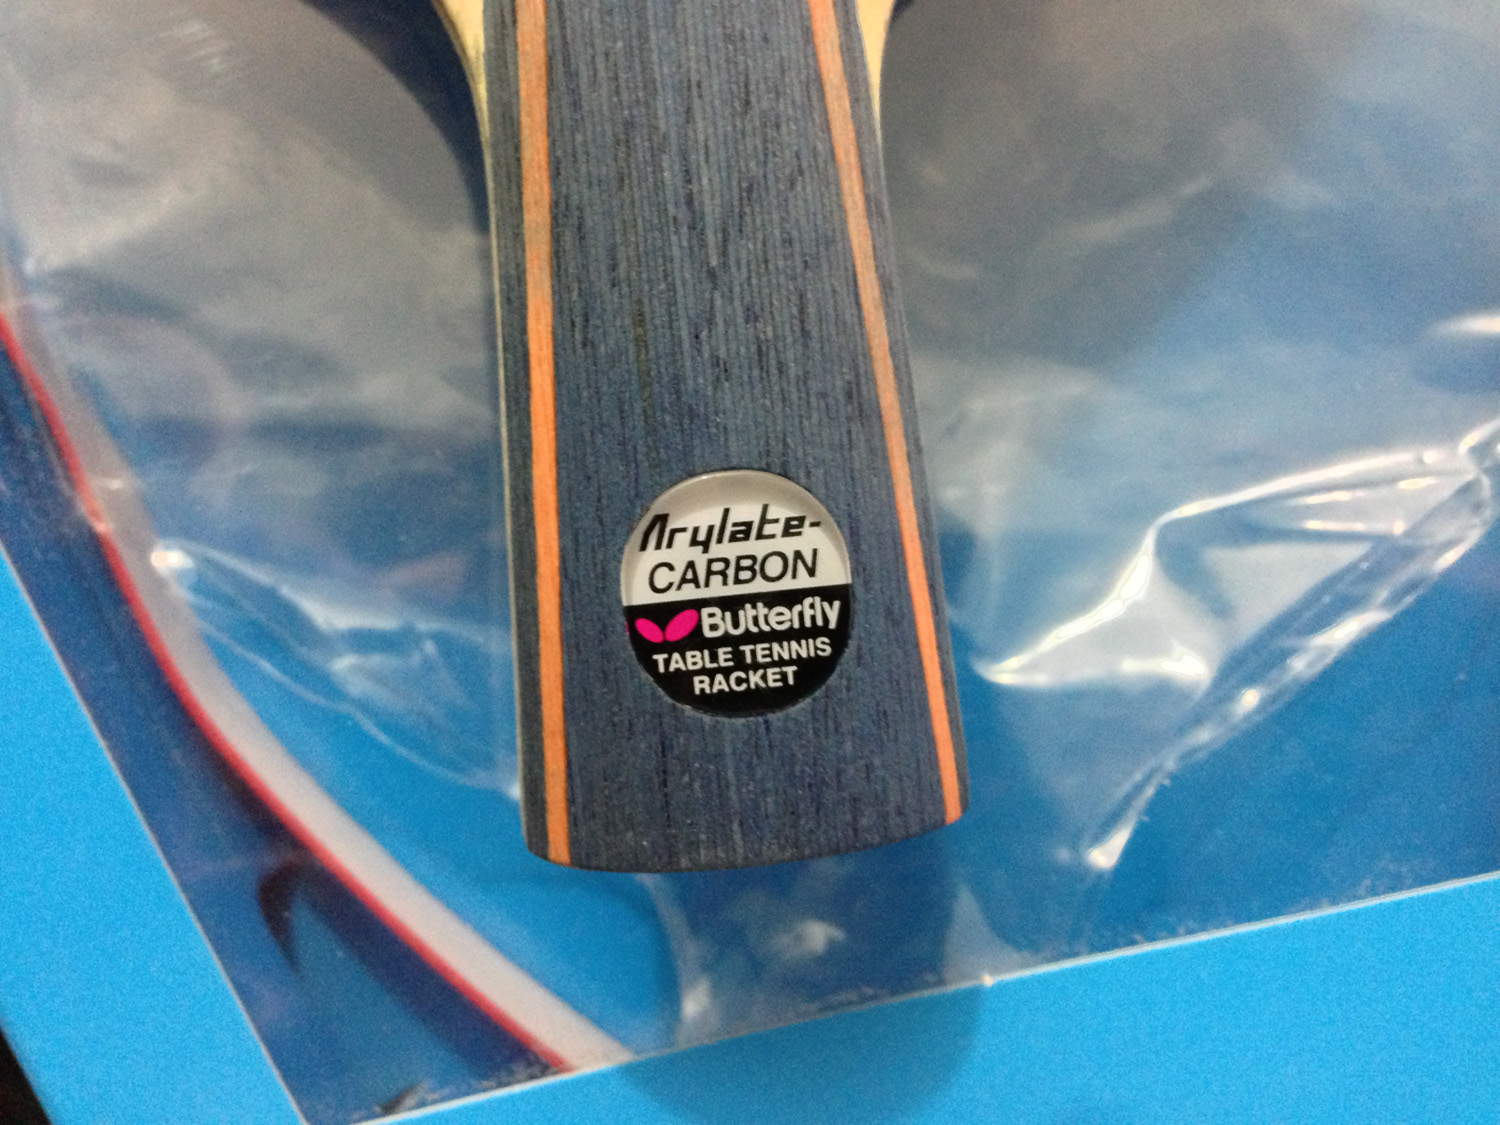 Arylate-
CARBON
Butterfly
TABLE TENNIS
RACKET